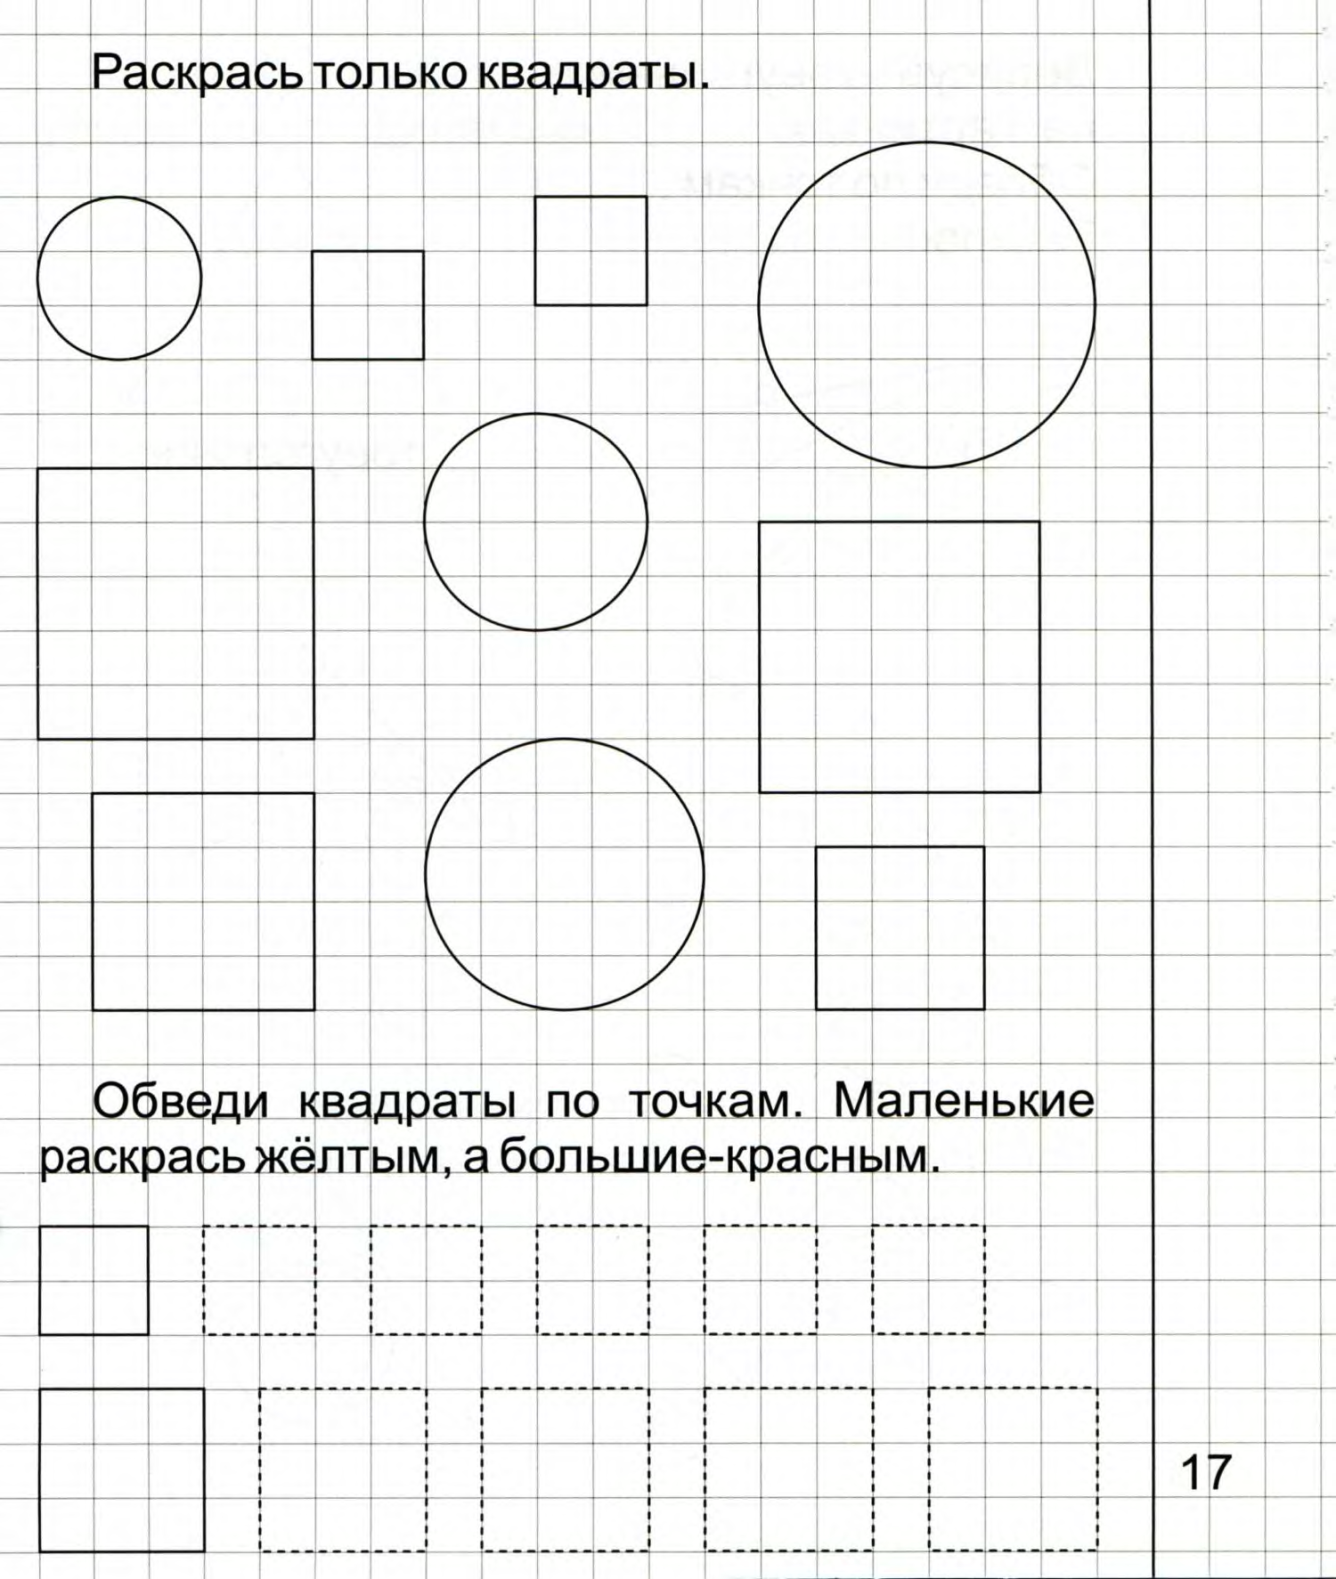 Раскрась только квадраты.
Обведи квадраты по точкам. Маленькие
раскрась жёлтым, а большие-красным.
17